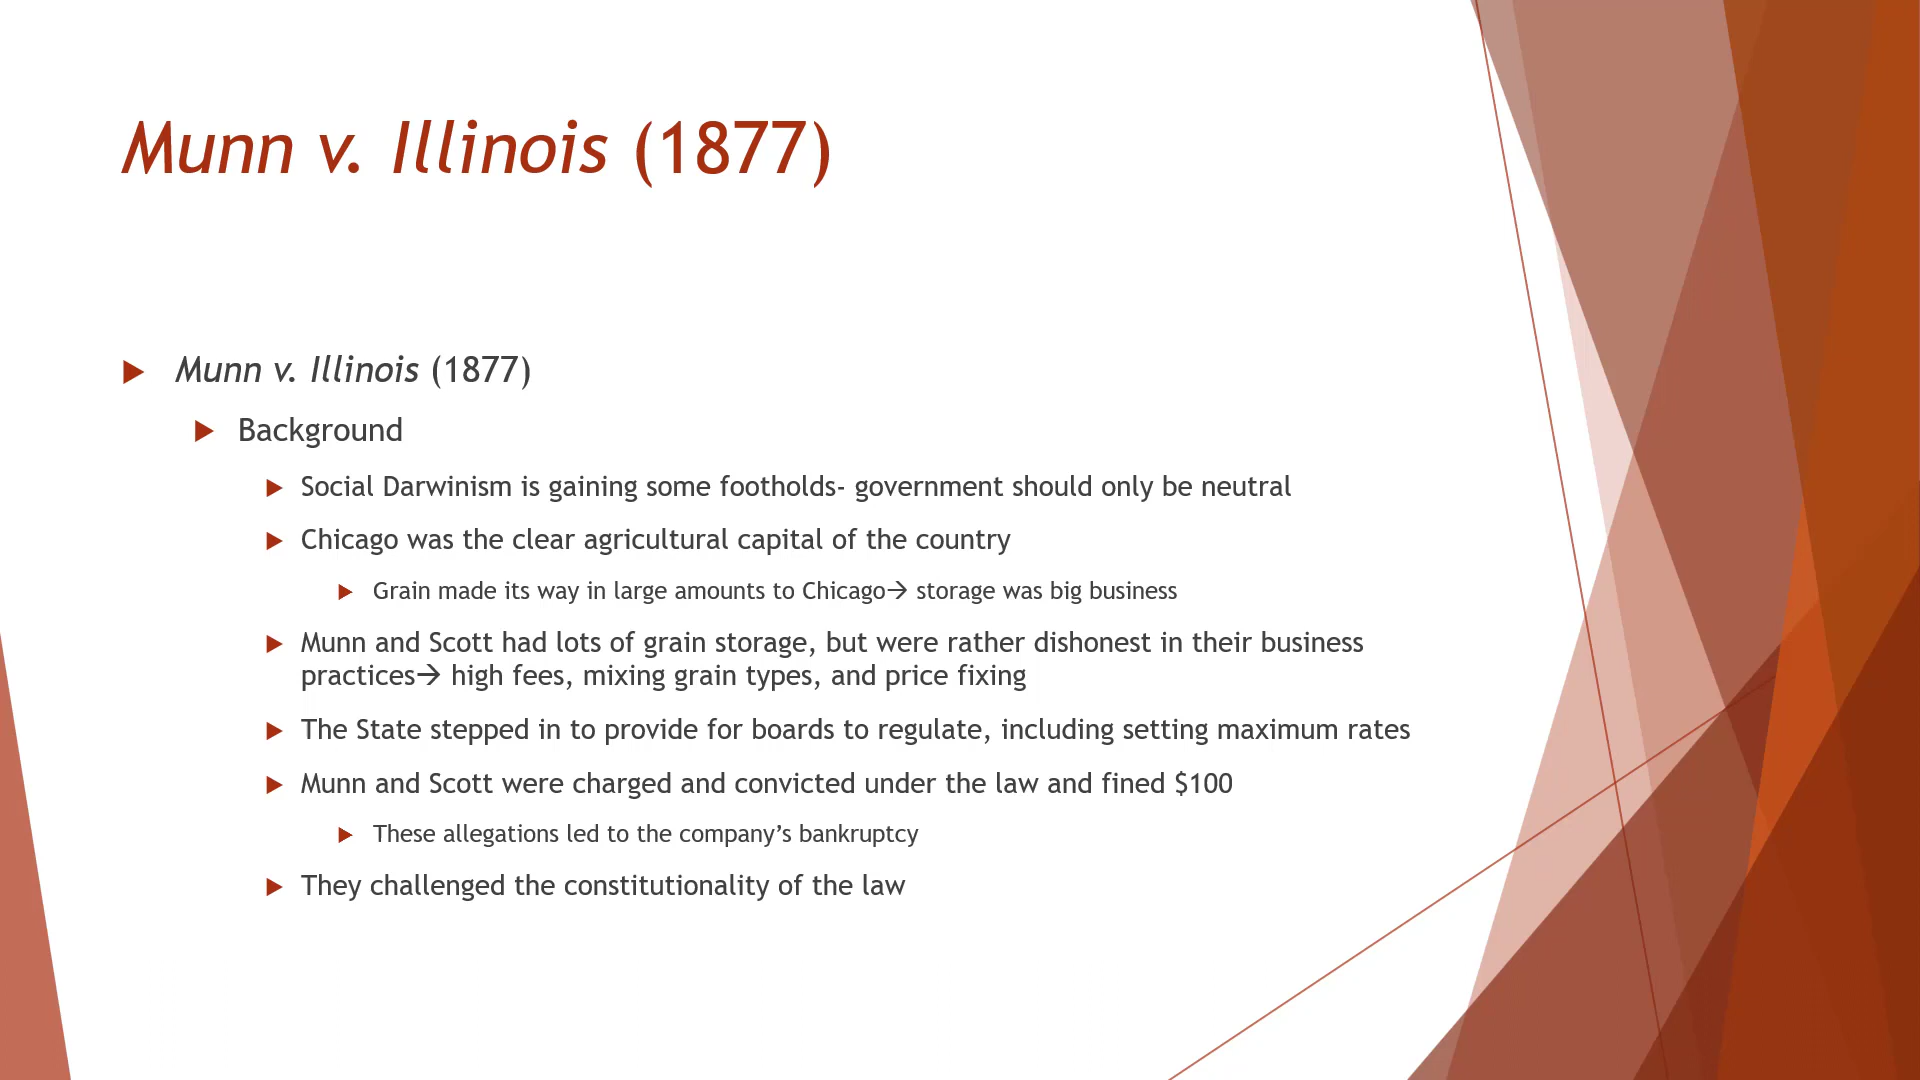 Munn v. Illinois (1877)
Munn v. Illinois (1877)
Background
Social Darwinism is gaining some footholds- government should only be neutral
Chicago was the clear agricultural capital of the country
Grain made its way in large amounts to Chicago→ storage was big business
Munn and Scott had lots of grain storage, but were rather dishonest in their business
practices→ high fees, mixing grain types, and price fixing
The State stepped in to provide for boards to regulate, including setting maximum rates
Munn and Scott were charged and convicted under the law and fined $100
These allegations led to the company’s bankruptcy
They challenged the constitutionality of the law